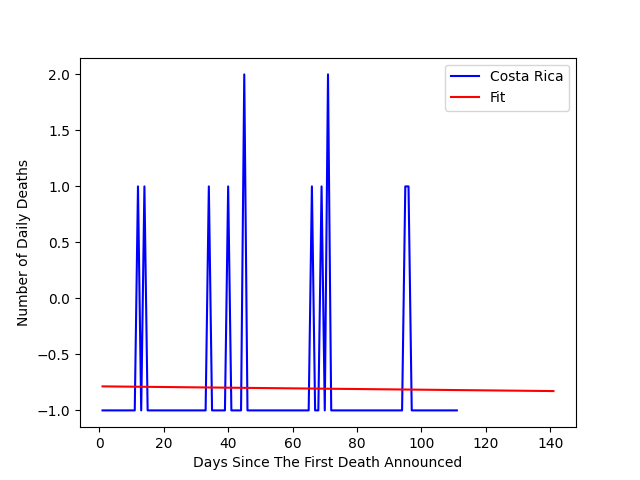 Costa Rica
Fit
2.0
1.5
1.0
0.5
0.0
−0.5
−1.0
Number of Daily Deaths
0 20 40 60 80 100 120 140
Days Since The First Death Announced